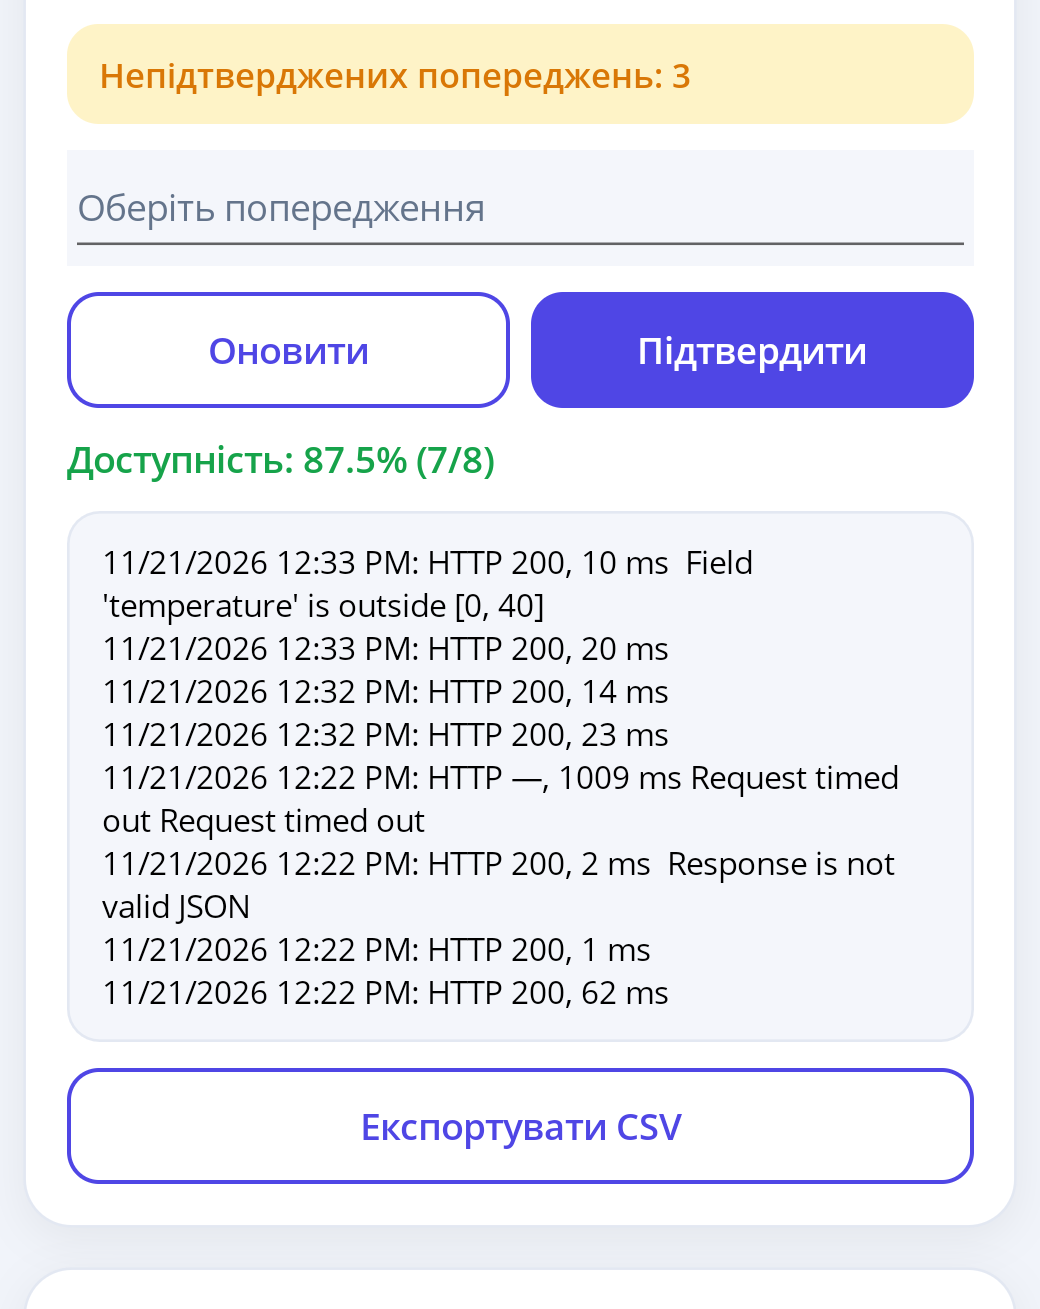 Непідтверджених попереджень: 3
Оберіть попередження
Оновити
Підтвердити
Доступність: 87.5% (7/8)
11/21/2026 12:33 PM: HTTP 200, 10 ms  Field
'temperature' is outside [0, 40]
11/21/2026 12:33 PM: HTTP 200, 20 ms
11/21/2026 12:32 PM: HTTP 200, 14 ms
11/21/2026 12:32 PM: HTTP 200, 23 ms
11/21/2026 12:22 PM: HTTP —, 1009 ms Request timed
out Request timed out
11/21/2026 12:22 PM: HTTP 200, 2 ms  Response is not
valid JSON
11/21/2026 12:22 PM: HTTP 200, 1 ms
11/21/2026 12:22 PM: HTTP 200, 62 ms
Експортувати CSV